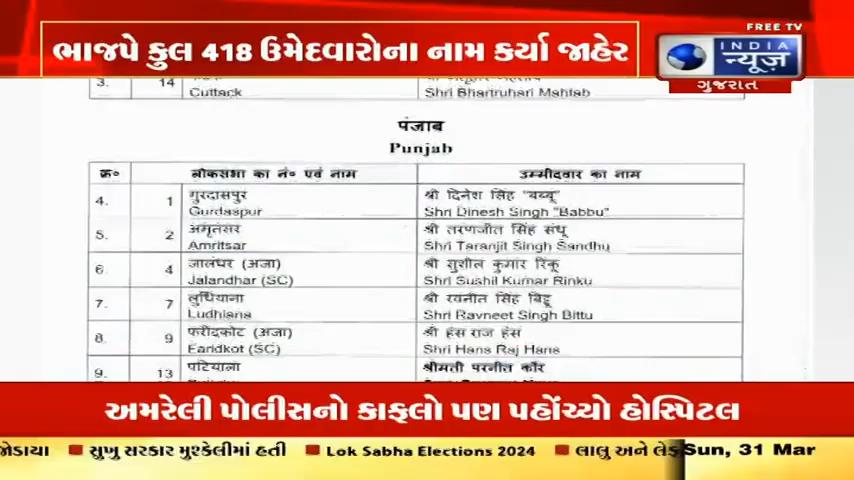 FREE TV
ભાજપે કુલ 418 ઉમેદવારોના નામ કર્યા જાહેર
INDIA
न्यूज़
ગુજરાત
3. 14
Cuttack Shri Bhartruhari Mahtab
पंजाब
Punjab
क्र० लोकसभा का नं० एवं नाम उम्मीदवार का नाम
4. 1 गुरदासपुर श्री दिनेश सिंह "बब्बू"
Gurdaspur Shri Dinesh Singh "Babbu"
5. 2 अमृतसर श्री तरणजीत सिंह संधू
Amritsar Shri Taranjit Singh Sandhu
6. 4 जालंधर (अजा) श्री सुशील कुमार रिंकू
Jalandhar (SC) Shri Sushil Kumar Rinku
7. 7 लुधियाना श्री रवनीत सिंह बिट्टू
Ludhiana Shri Ravneet Singh Bittu
8. 9 फरीदकोट (अजा) श्री हंस राज हंस
Faridkot (SC) Shri Hans Raj Hans
9. 13 पटियाला श्रीमती परनीत कौर
અમરેલી પોલીસનો કાફલો પણ પહોંચ્યો હોસ્પિટલ
જોડાયા ■ સુખુ સરકાર મુશ્કેલીમાં હતી ■ Lok Sabha Elections 2024 ■ લાલુ અને Sun, 31 Mar